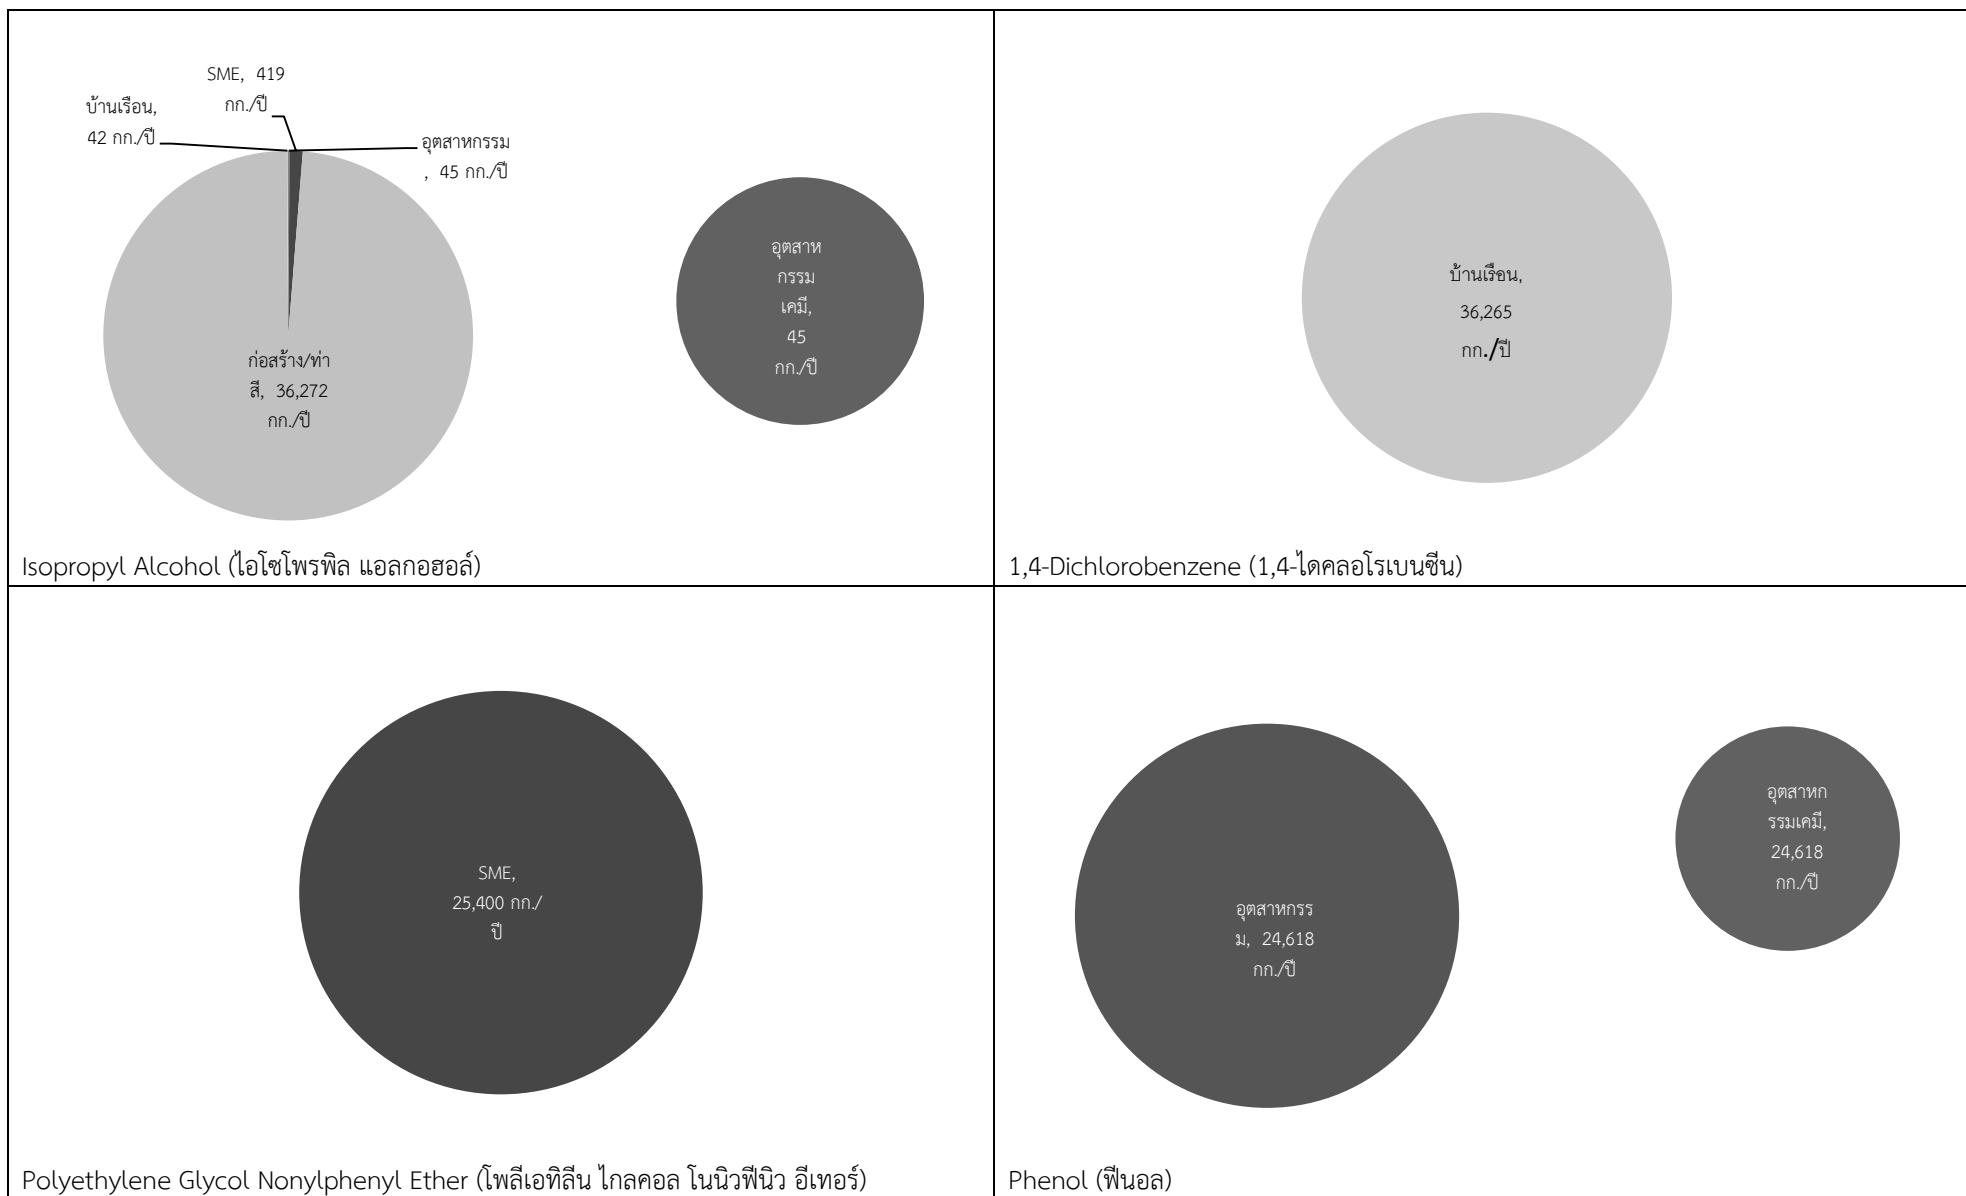 SME,  419
กก./ปี
บ้านเรือน,
42 กก./ปี
อุตสาหกรรม
,  45 กก./ปี
ก่อสร้าง/ท่า
สี,  36,272
กก./ปี
อุตสาห
กรรม
เคมี,
45
กก./ปี
Isopropyl Alcohol (ไอโซโพรพิล แอลกอฮอล์)
บ้านเรือน,
36,265
กก./ปี
1,4-Dichlorobenzene (1,4-ไดคลอโรเบนซีน)
SME,
25,400 กก./
ปี
Polyethylene Glycol Nonylphenyl Ether (โพลีเอทิลีน ไกลคอล โนนิวฟีนิว อีเทอร์)
อุตสาหกรร
ม,  24,618
กก./ปี
อุตสาหก
รรมเคมี,
24,618
กก./ปี
Phenol (ฟีนอล)